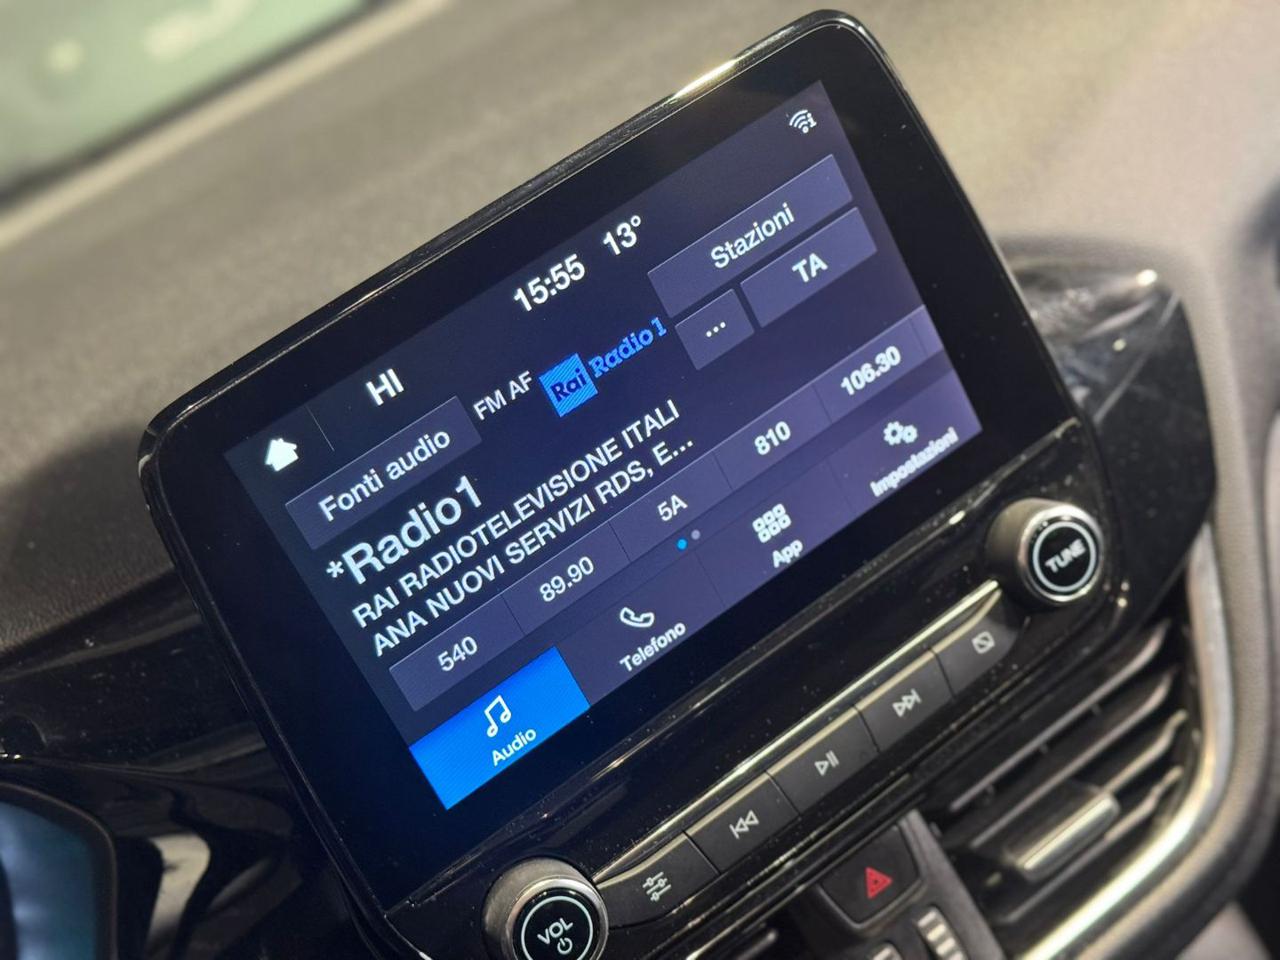 HI
15:55 13°
Fonti audio
FM AF
Rai Radio 1
Stazioni
...
TA
*Radio1
RAI RADIOTELEVISIONE ITALI
ANA NUOVI SERVIZI RDS, E...
540
89.90
5A
810
106.30
Audio
Telefono
App
Impostazioni
VOL
TUNE